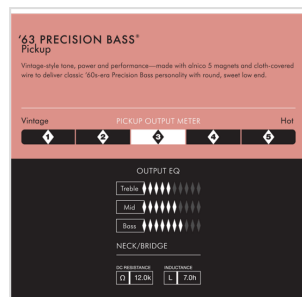 '63 PRECISION BASS®
Pickup
Vintage-style tone, power and performance—made with alnico 5 magnets and cloth-covered
wire to deliver classic '60s-era Precision Bass personality with round, sweet low end.
Vintage PICKUP OUTPUT METER Hot
1 2 3 4 5
OUTPUT EQ
Treble
Mid
Bass
NECK/BRIDGE
DC RESISTANCE INDUCTANCE
Ω 12.0k L 7.0h